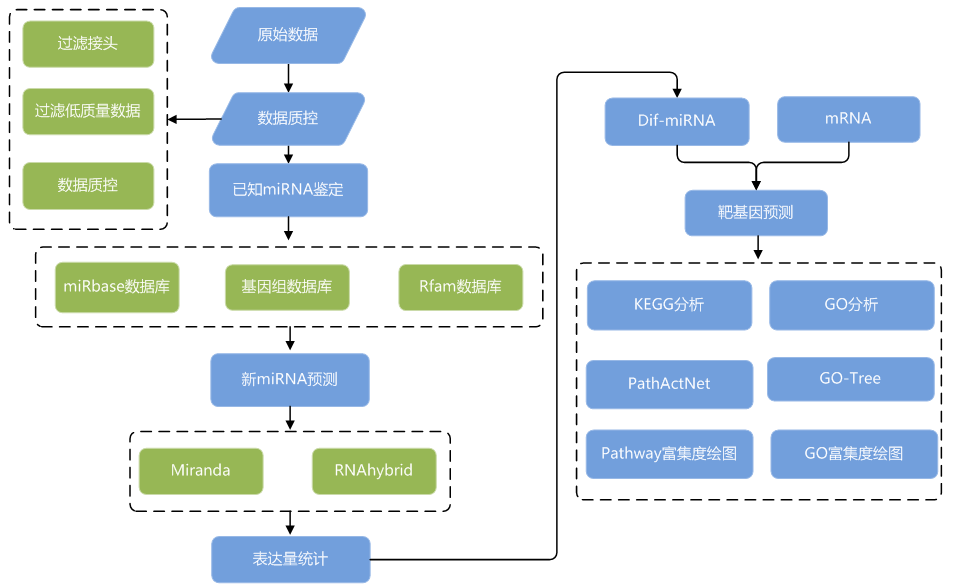 过滤接头
过滤低质量数据
数据质控
原始数据
数据质控
已知miRNA鉴定
miRbase数据库
基因组数据库
Rfam数据库
新miRNA预测
Miranda
RNAhybrid
表达量统计
Dif-miRNA
mRNA
靶基因预测
KEGG分析
GO分析
PathActNet
GO-Tree
Pathway富集度绘图
GO富集度绘图